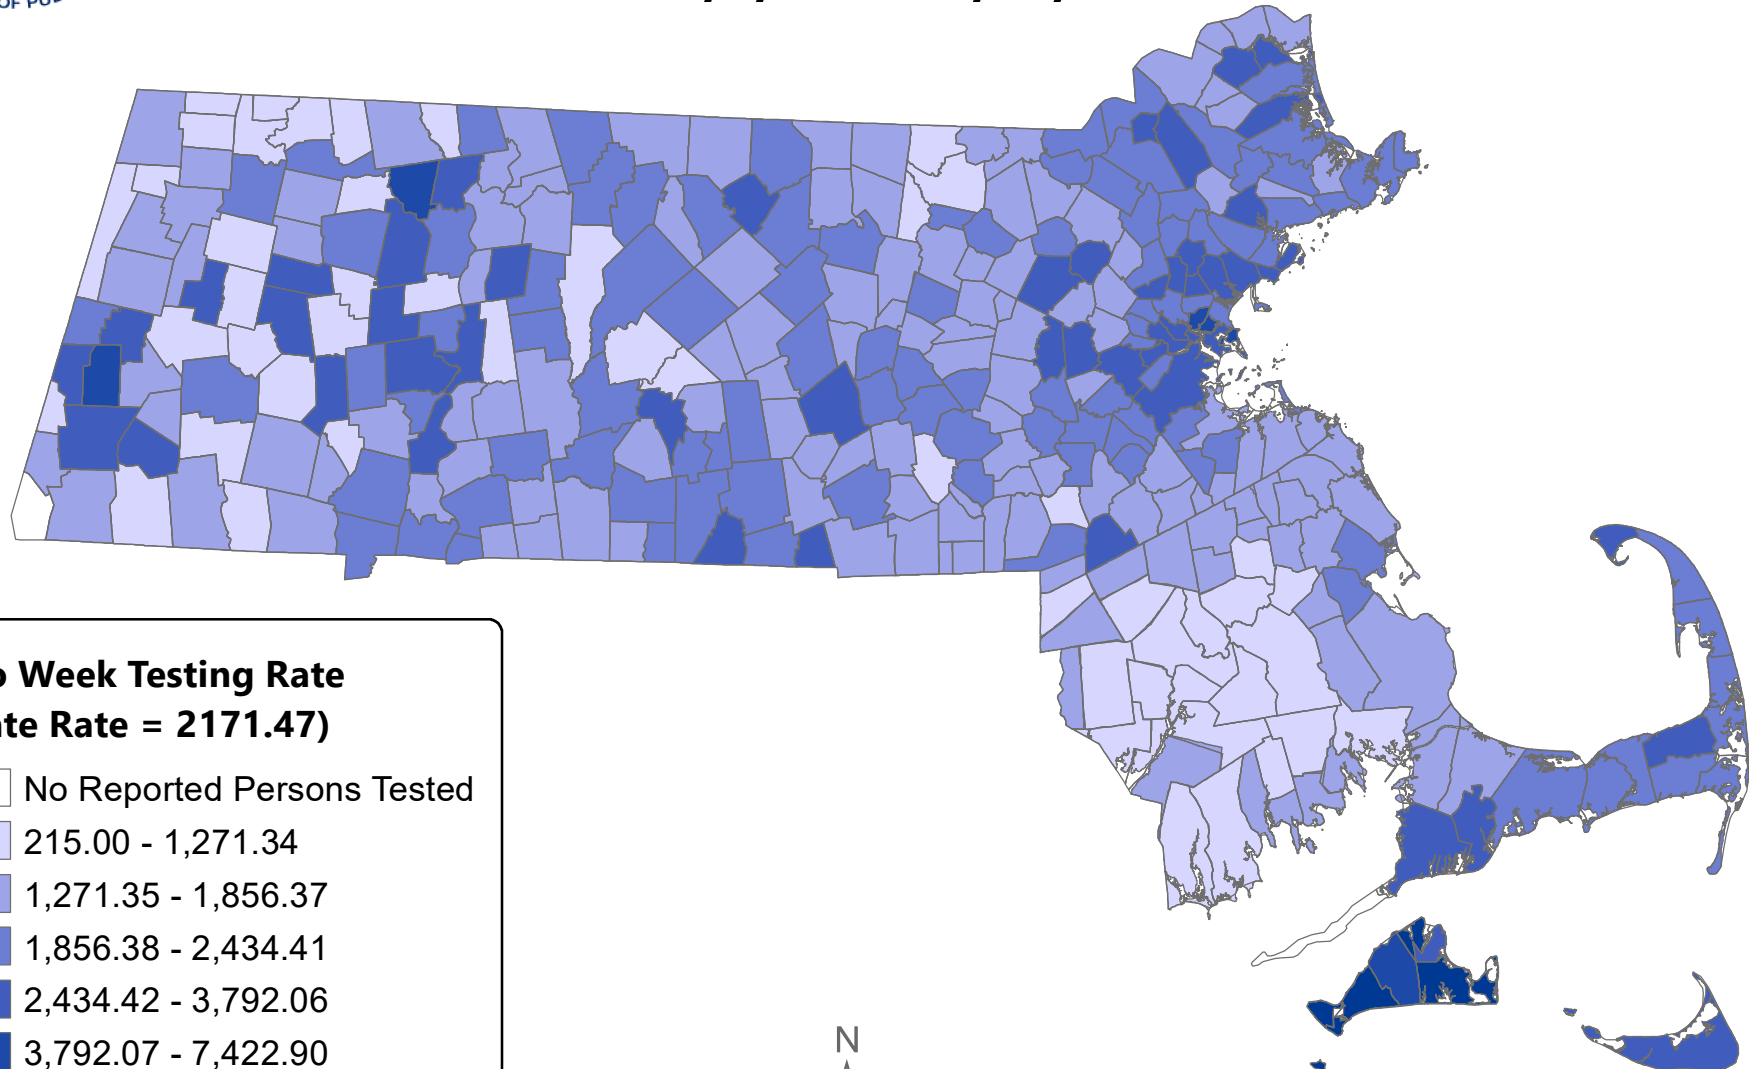 OF PU
Week Testing Rate
Rate = 2171.47)
No Reported Persons Tested
215.00 - 1,271.34
1,271.35 - 1,856.37
1,856.38 - 2,434.41
2,434.42 - 3,792.06
3,792.07 - 7,422.90
N